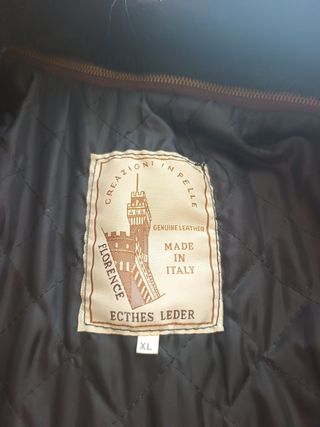 CREAZIONI IN PELLE
GENUINE LEATHER
MADE
IN
ITALY
FLORENCE
ECTHES LEDER
XL